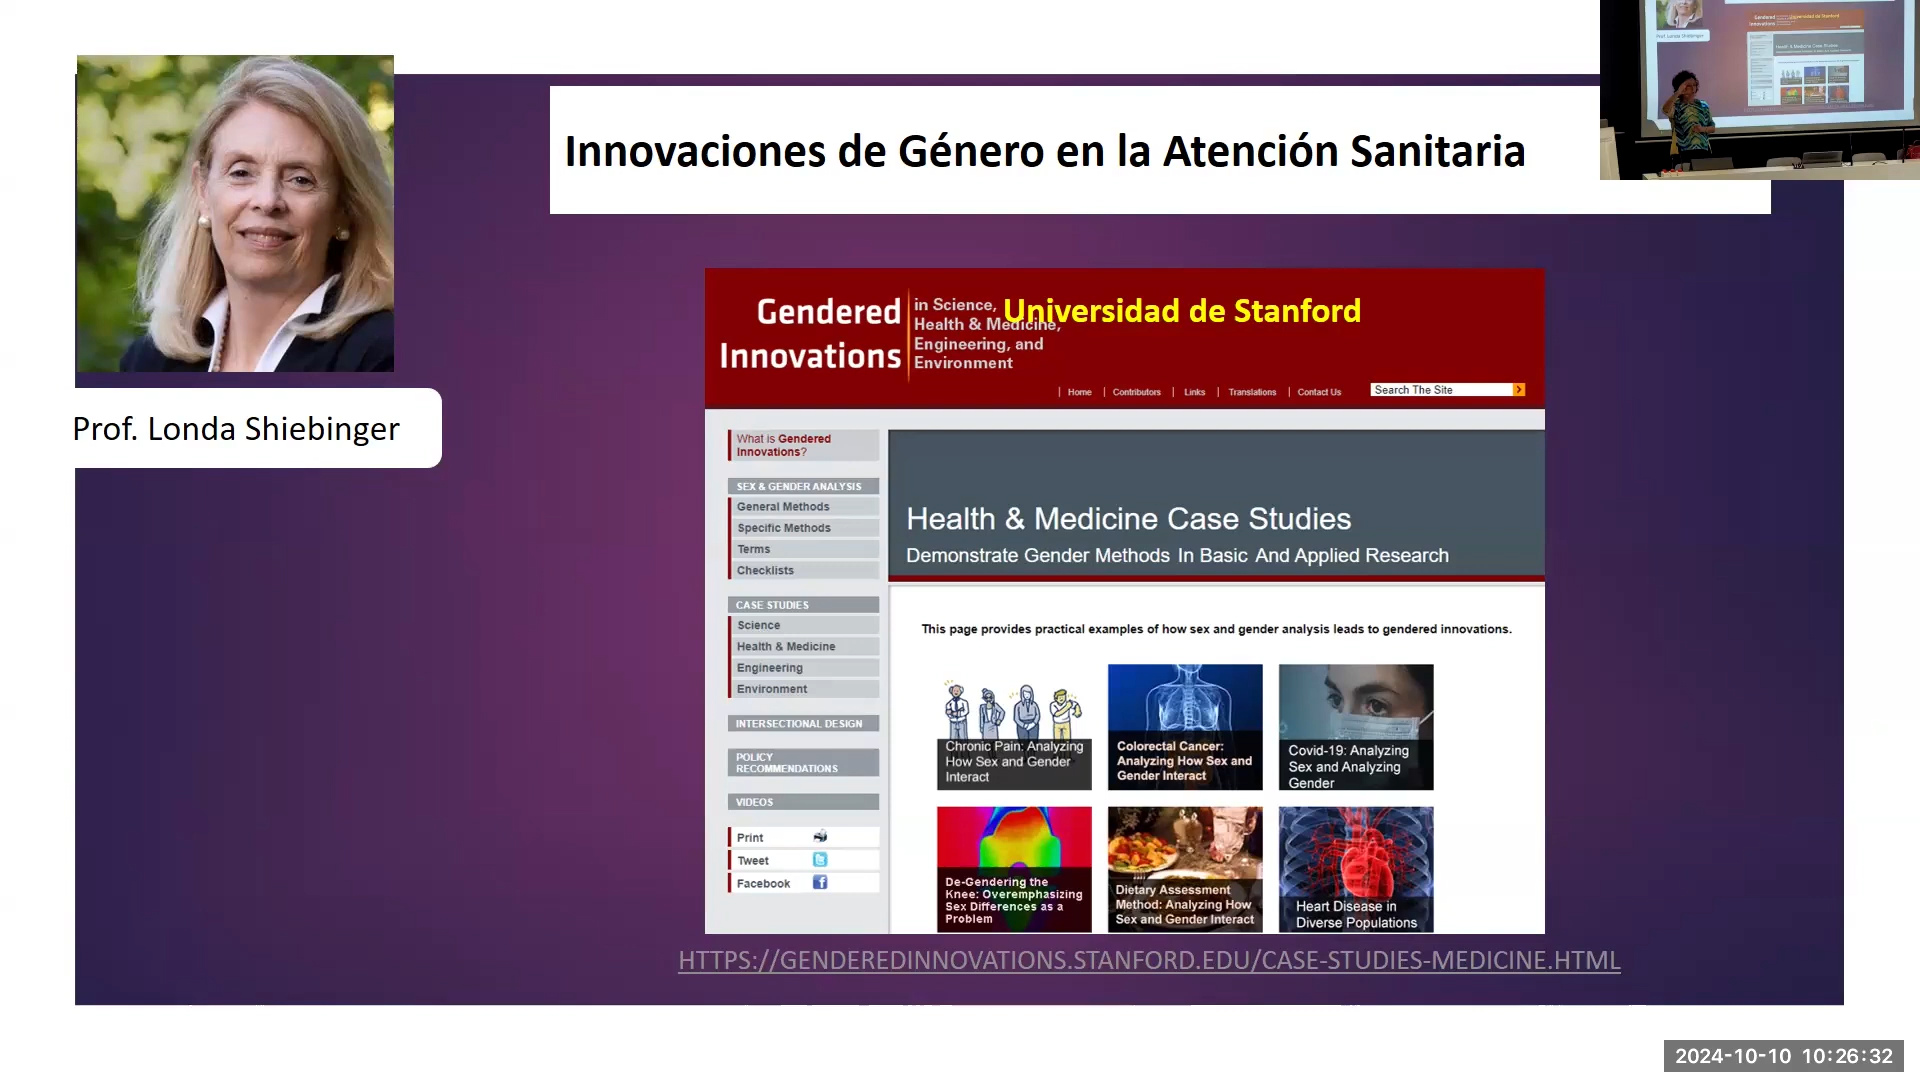 Innovaciones de Género en la Atención Sanitaria
Prof. Londa Shiebinger
Gendered
Innovations
in Science,
Health & Medicine,
Engineering, and
Environment
Universidad de Stanford
Home
Contributors
Links
Translations
Contact Us
Search The Site
What is Gendered
Innovations?
SEX & GENDER ANALYSIS
General Methods
Specific Methods
Terms
Checklists
CASE STUDIES
Science
Health & Medicine
Engineering
Environment
INTERSECTIONAL DESIGN
POLICY
RECOMMENDATIONS
VIDEOS
Print
Tweet
Facebook
Health & Medicine Case Studies
Demonstrate Gender Methods In Basic And Applied Research
This page provides practical examples of how sex and gender analysis leads to gendered innovations.
Chronic Pain: Analyzing
How Sex and Gender
Interact
Colorectal Cancer:
Analyzing How Sex and
Gender Interact
Covid-19: Analyzing
Sex and Analyzing
Gender
De-Gendering the
Knee: Overemphasizing
Sex Differences as a
Problem
Dietary Assessment
Method: Analyzing How
Sex and Gender Interact
Heart Disease in
Diverse Populations
HTTPS://GENDEREDINNOVATIONS.STANFORD.EDU/CASE-STUDIES-MEDICINE.HTML
2024-10-10 10:26:32